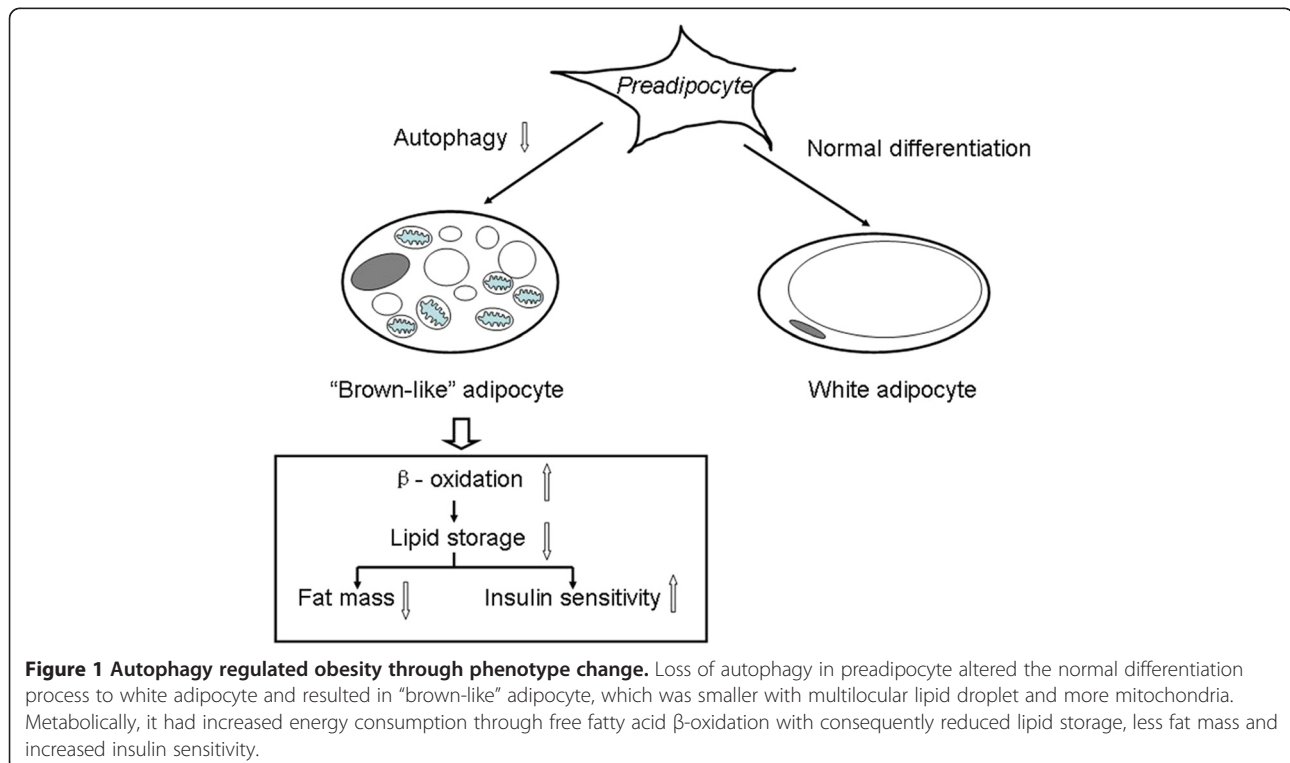 Preadipocyte
Autophagy ⇩
Normal differentiation
“Brown-like” adipocyte
White adipocyte
β - oxidation ⇧
Lipid storage ⇩
Fat mass ⇩ Insulin sensitivity ⇧
Figure 1 Autophagy regulated obesity through phenotype change. Loss of autophagy in preadipocyte altered the normal differentiation
process to white adipocyte and resulted in “brown-like” adipocyte, which was smaller with multilocular lipid droplet and more mitochondria.
Metabolically, it had increased energy consumption through free fatty acid β-oxidation with consequently reduced lipid storage, less fat mass and
increased insulin sensitivity.